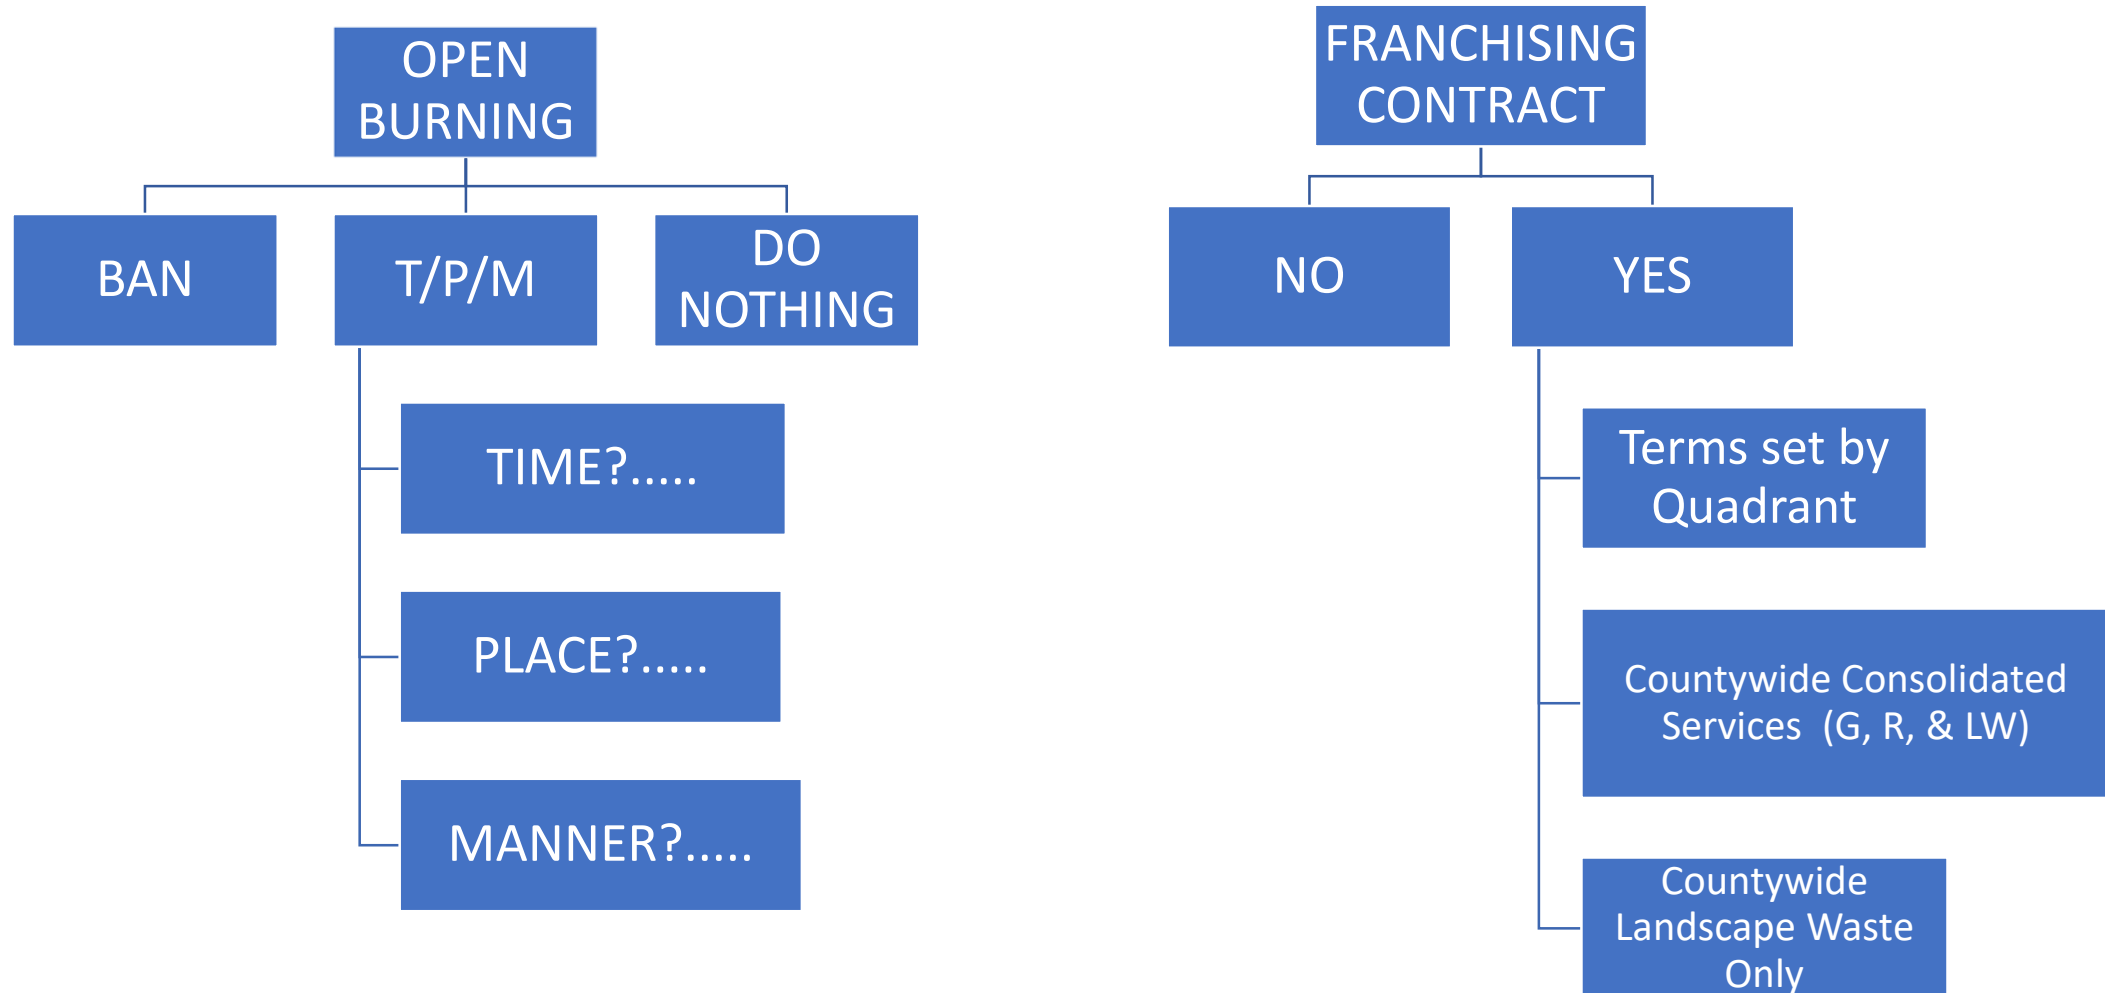 OPEN
BURNING
BAN
T/P/M
DO
NOTHING
TIME?.....
PLACE?.....
MANNER?.....
FRANCHISING
CONTRACT
NO
YES
Terms set by
Quadrant
Countywide Consolidated
Services  (G, R, & LW)
Countywide
Landscape Waste
Only